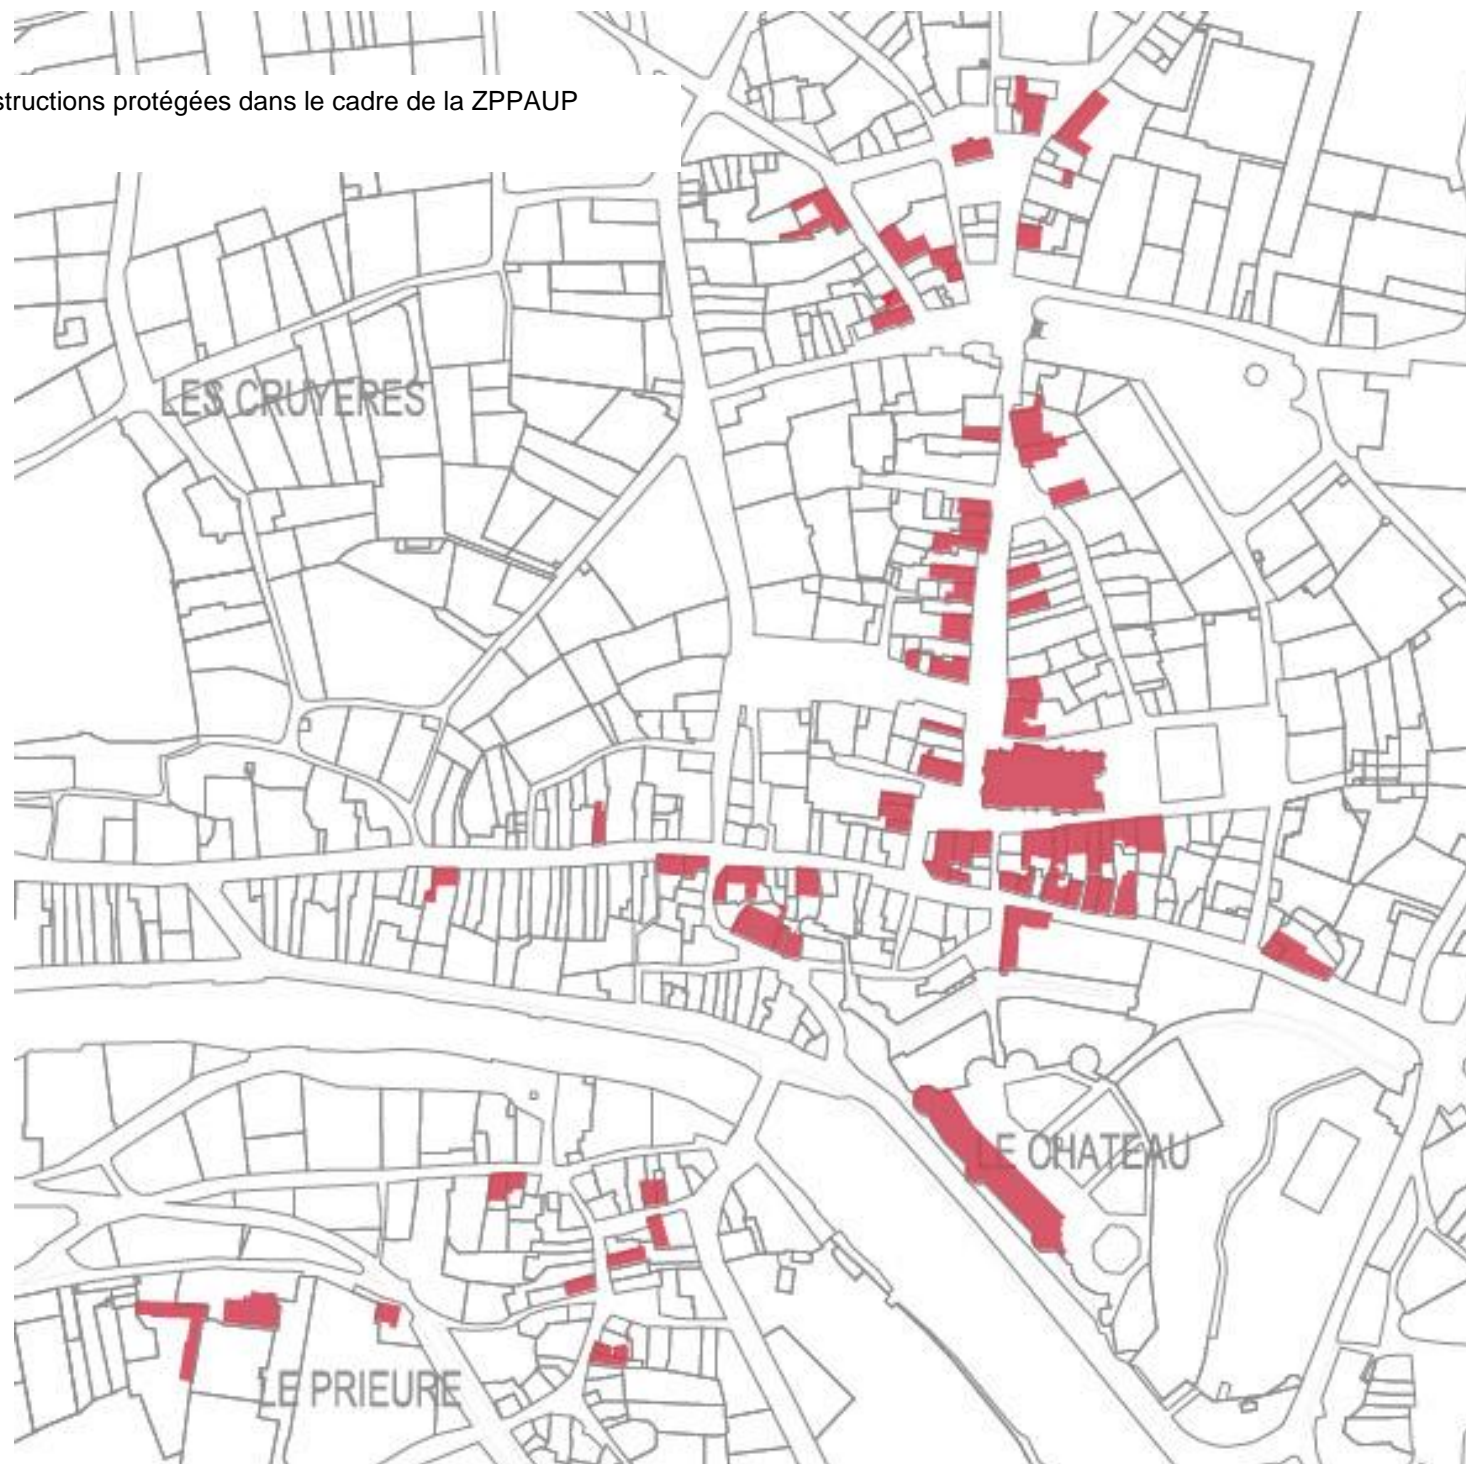 structions protégées dans le cadre de la ZPPAUP
LES CRUYERES
LE CHATEAU
LE PRIEURE